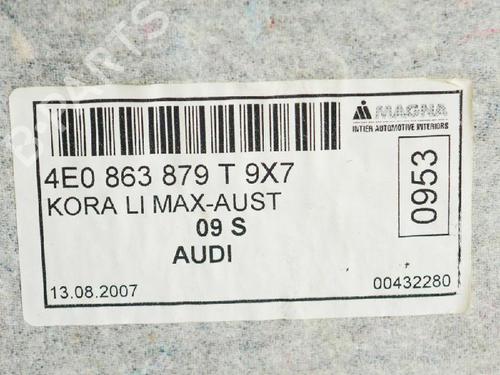 B-PARTS
MAGNA
INTIER AUTOMOTIVE INTERIORS
4E0 863 879 T 9X7
KORA LI MAX-AUST
09 S
AUDI
0953
13.08.2007
00432280